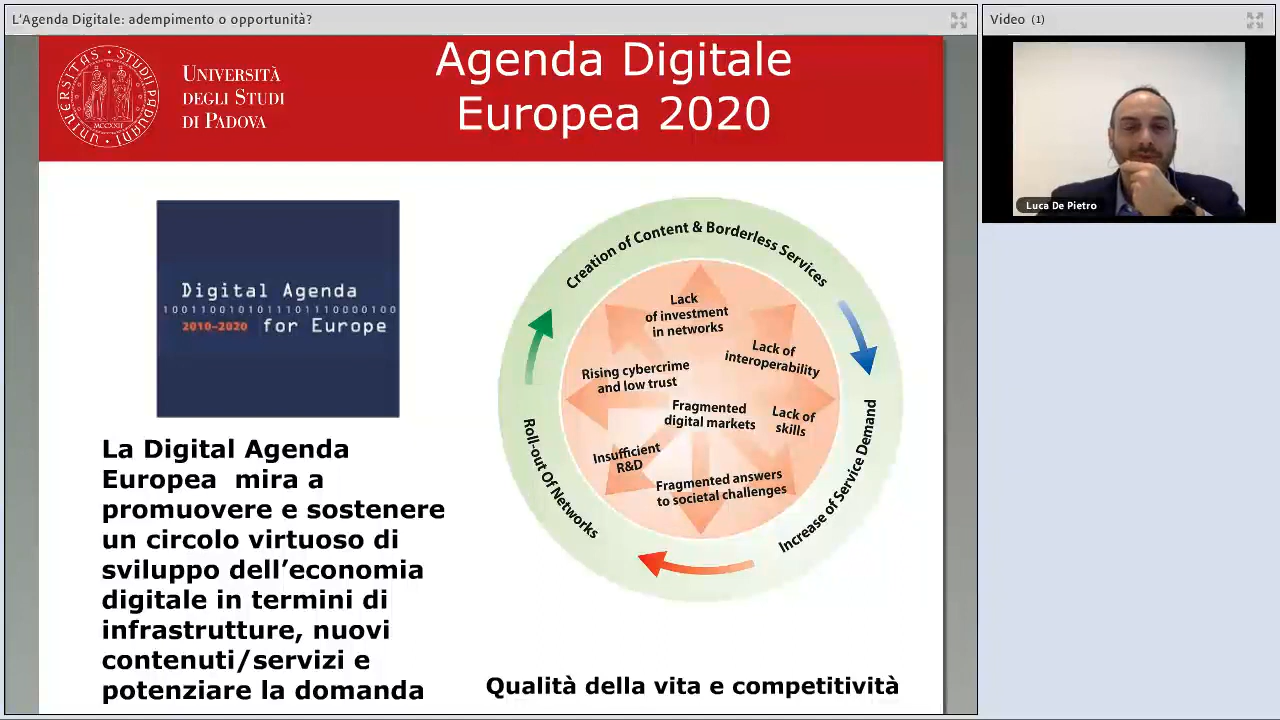 L'Agenda Digitale: adempimento o opportunità?
Video (1)
UNIVERSITÀ
DEGLI STUDI
DI PADOVA
UNIVERSITAS STUDII PADUANI
MCCXXII
Agenda Digitale
Europea 2020
Luca De Pietro
Digital Agenda
2010-2020 for Europe
Creation of Content & Borderless Services
Increase of Service Demand
Roll-out Of Networks
Lack
of investment
in networks
Lack of
interoperability
Rising cybercrime
and low trust
Fragmented
digital markets
Lack of
skills
Insufficient
R&D
Fragmented answers
to societal challenges
La Digital Agenda
Europea mira a
promuovere e sostenere
un circolo virtuoso di
sviluppo dell'economia
digitale in termini di
infrastrutture, nuovi
contenuti/servizi e
potenziare la domanda
Qualità della vita e competitività